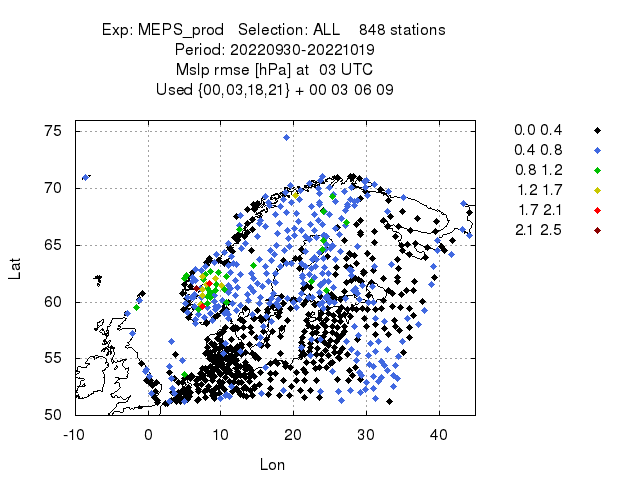 Exp: MEPS_prod   Selection: ALL    848 stations
Period: 20220930-20221019
Mslp rmse [hPa] at  03 UTC
Used {00,03,18,21} + 00 03 06 09
0.0 0.4
0.4 0.8
0.8 1.2
1.2 1.7
1.7 2.1
2.1 2.5
Lat
75
70
65
60
55
50
-10 0 10 20 30 40
Lon